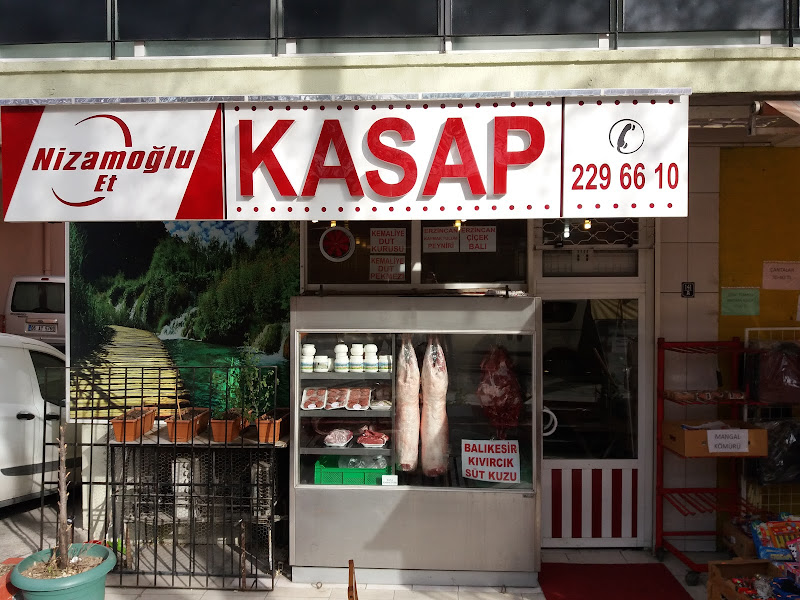 Nizamoğlu
Et
KASAP
229 66 10
KEMALİYE
DUT
KURUSU
KEMALİYE
DUT
PEKMEZİ
ERZİNCAN
PEYNİRİ
ERZİNCAN
ÇİÇEK
BALI
BALIKESİR
KIVIRCIK
SÜT KUZU
MANGAL
KÖMÜRÜ